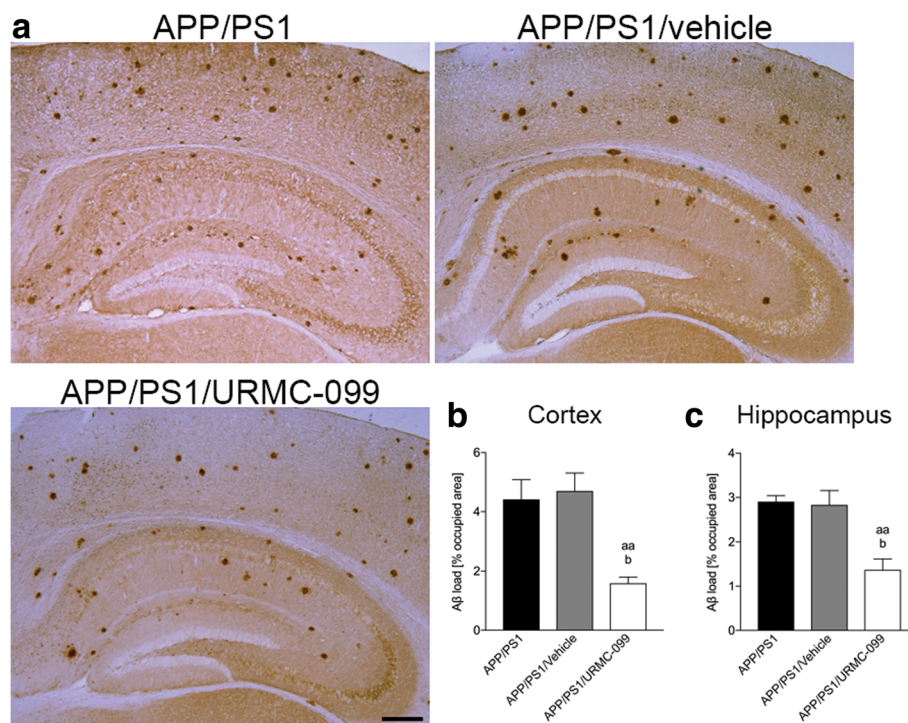 a
APP/PS1
APP/PS1/vehicle
APP/PS1/URMC-099
b
Cortex
Aβ load [% occupied area]
6
4
2
0
aa
b
APP/PS1
APP/PS1/Vehicle
APP/PS1/URMC-099
c
Hippocampus
Aβ load [% occupied area]
4
3
2
1
0
aa
b
APP/PS1
APP/PS1/Vehicle
APP/PS1/URMC-099